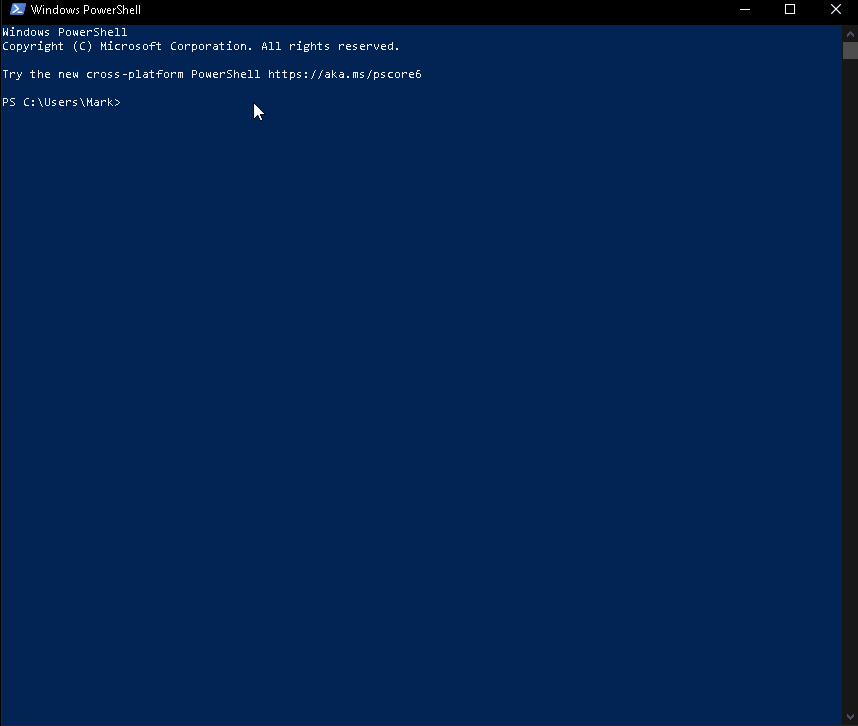 Windows PowerShell
Windows PowerShell
Copyright (C) Microsoft Corporation. All rights reserved.
Try the new cross-platform PowerShell https://aka.ms/pscore6
PS C:\Users\Mark>